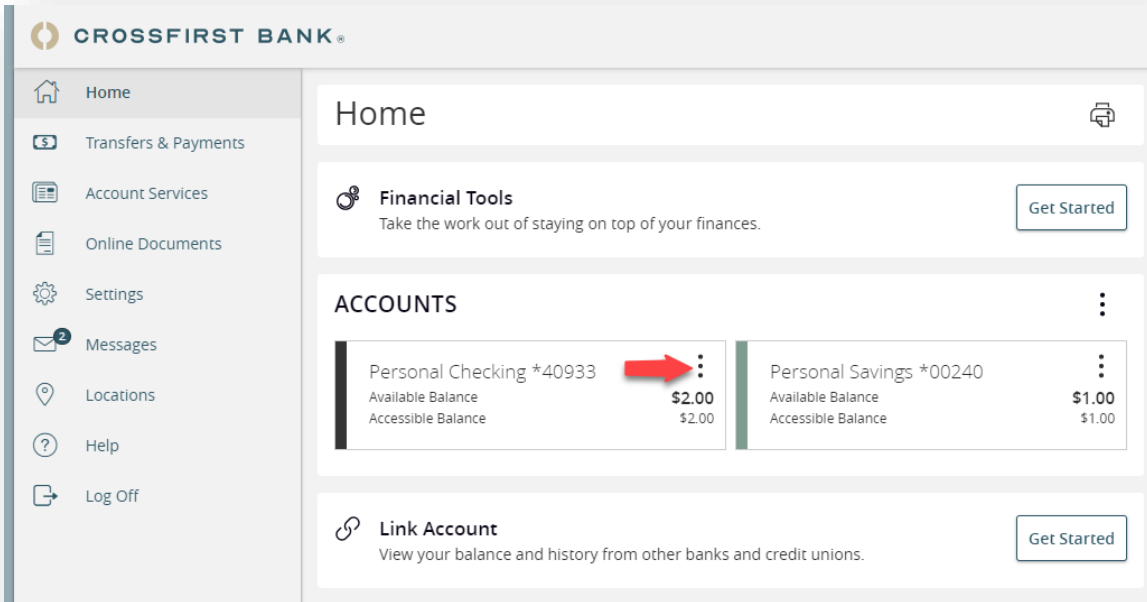 CROSSFIRST BANK®
Home
Transfers & Payments
Account Services
Online Documents
Settings
2
Messages
Locations
Help
Log Off
Home
Financial Tools
Take the work out of staying on top of your finances.
Get Started
ACCOUNTS
Personal Checking *40933
Available Balance $2.00
Accessible Balance $2.00
Personal Savings *00240
Available Balance $1.00
Accessible Balance $1.00
Link Account
View your balance and history from other banks and credit unions.
Get Started